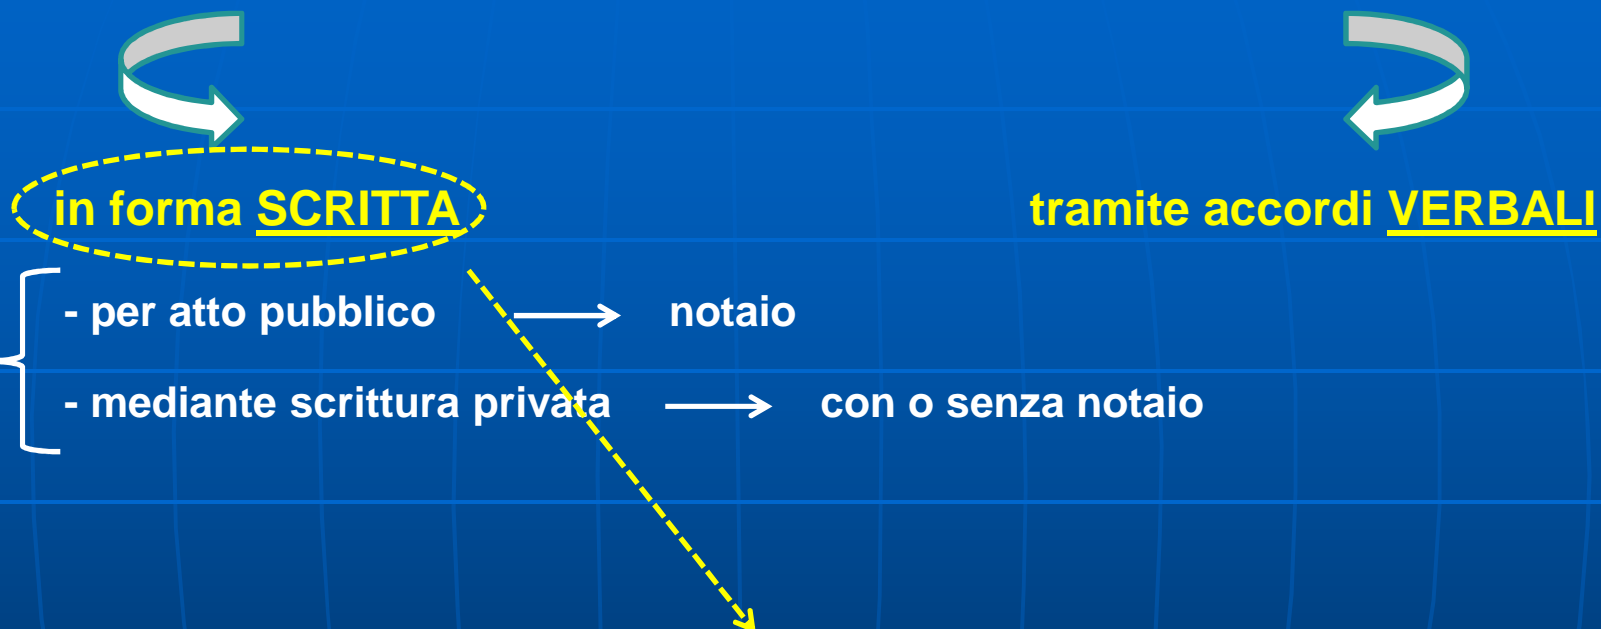 in forma SCRITTA
tramite accordi VERBALI
- per atto pubblico
notaio
- mediante scrittura privata
con o senza notaio